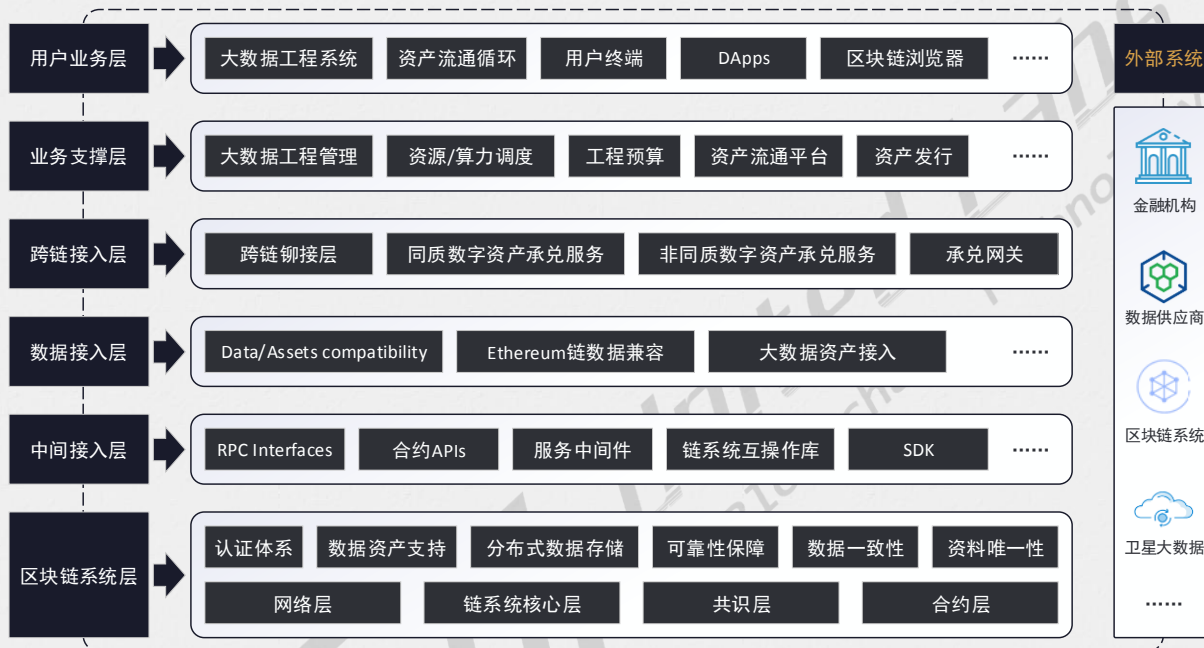 用户业务层
大数据工程系统 资产流通循环 用户终端 DApps 区块链浏览器 ……
外部系统
业务支撑层
大数据工程管理 资源/算力调度 工程预算 资产流通平台 资产发行 ……
金融机构
跨链接入层
跨链铆接层 同质数字资产承兑服务 非同质数字资产承兑服务 承兑网关
数据供应商
数据接入层
Data/Assets compatibility Ethereum链数据兼容 大数据资产接入 ……
区块链系统
中间接入层
RPC Interfaces 合约APIs 服务中间件 链系统互操作库 SDK ……
卫星大数据
……
区块链系统层
认证体系 数据资产支持 分布式数据存储 可靠性保障 数据一致性 资料唯一性
网络层 链系统核心层 共识层 合约层